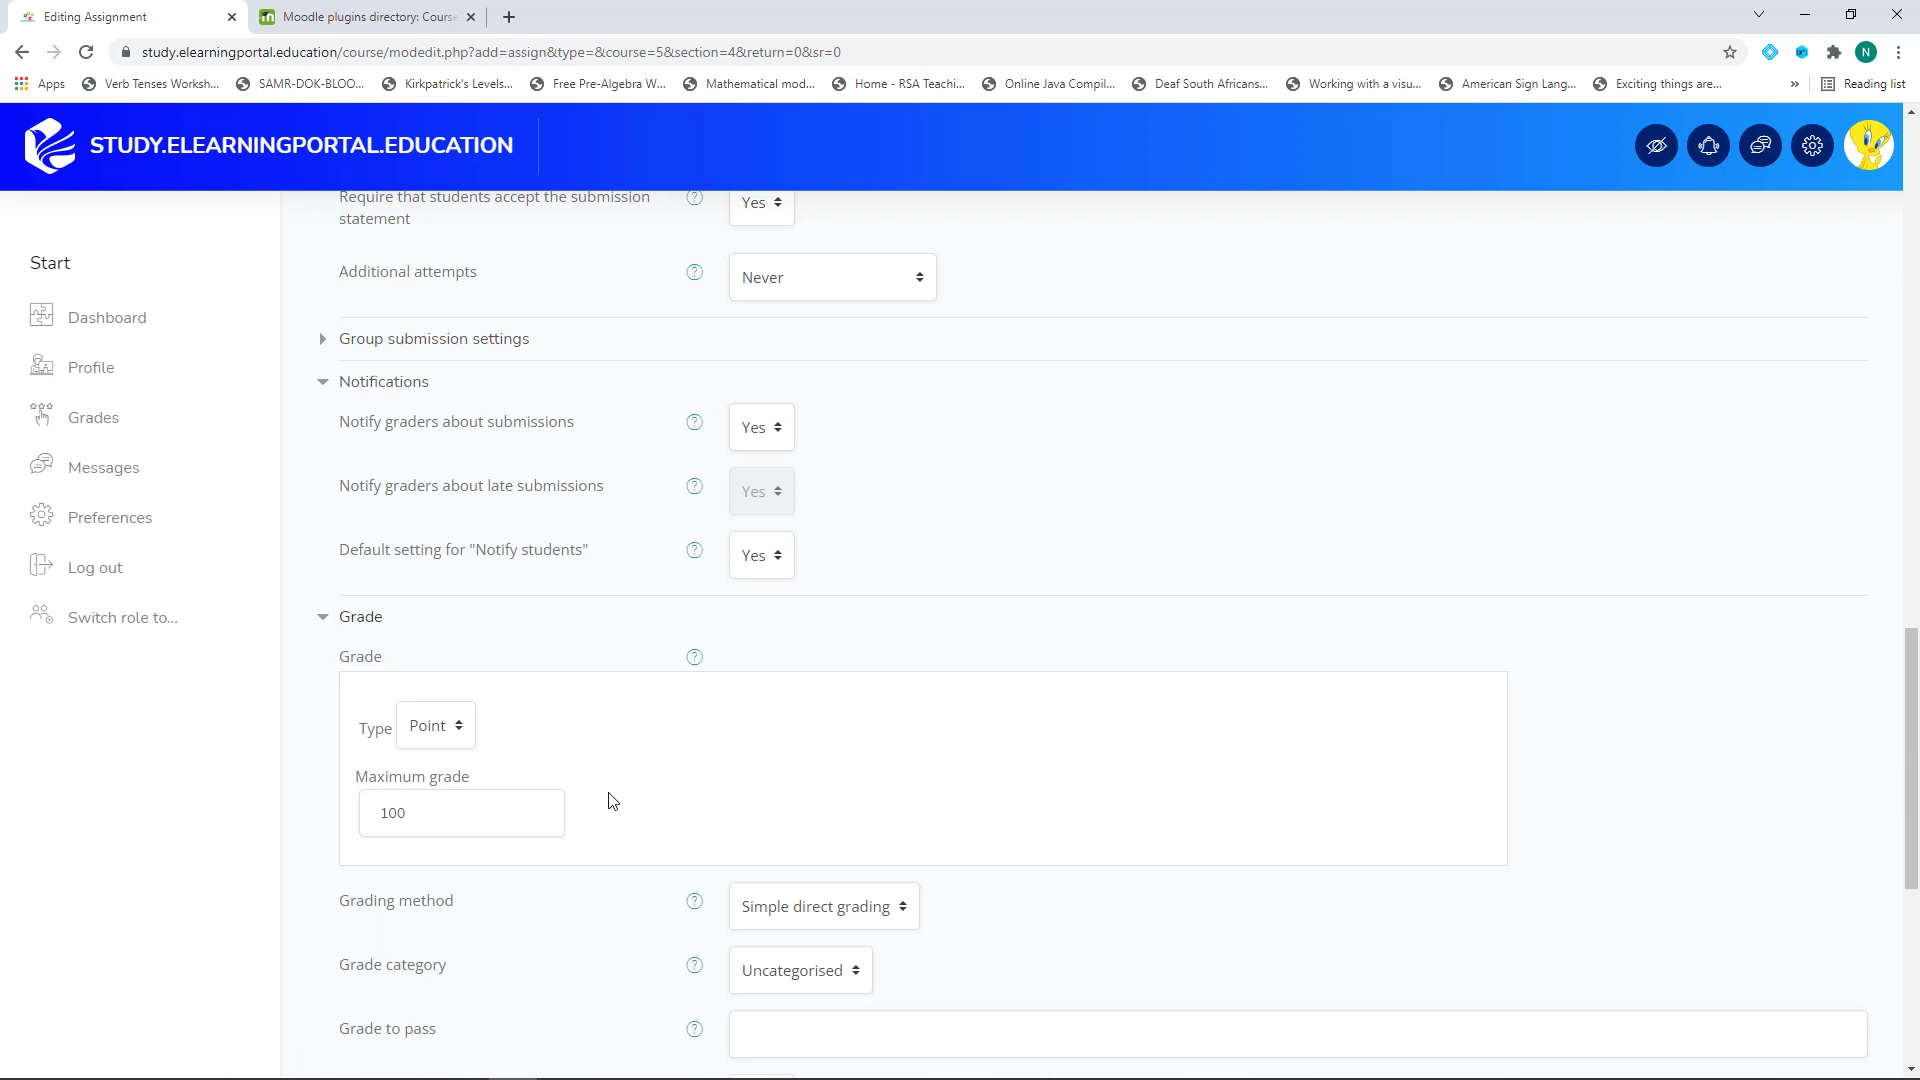 Editing Assignment
Moodle plugins directory: Course
study.elearningportal.education/course/modedit.php?add=assign&type=&course=5&section=4&return=0&sr=0
N
Apps
Verb Tenses Worksh...
SAMR-DOK-BLOO...
Kirkpatrick's Levels...
Free Pre-Algebra W...
Mathematical mod...
Home - RSA Teachi...
Online Java Compil...
Deaf South Africans...
Working with a visu...
American Sign Lang...
Exciting things are...
»
Reading list
STUDY.ELEARNINGPORTAL.EDUCATION
Start
Dashboard
Profile
Grades
Messages
Preferences
Log out
Switch role to...
Require that students accept the submission
statement
? Yes
Additional attempts ? Never
Group submission settings
Notifications
Notify graders about submissions ? Yes
Notify graders about late submissions ? Yes
Default setting for "Notify students" ? Yes
Grade
Grade ?
Type Point
Maximum grade
100
Grading method ? Simple direct grading
Grade category ? Uncategorised
Grade to pass ?